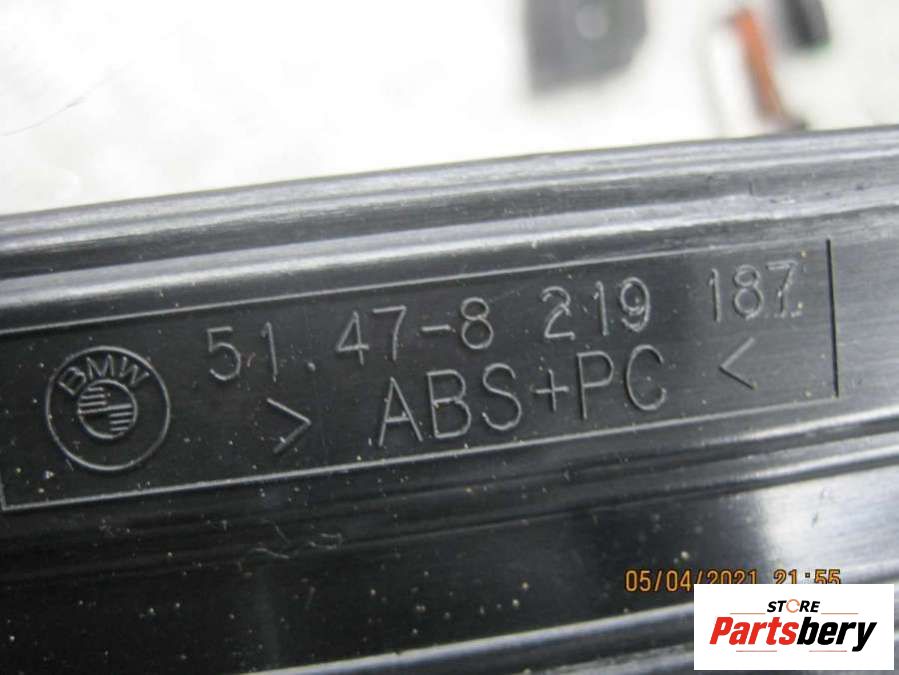 BMW
51.47-8 219 187
> ABS+PC <
05/04/2021 21:55
STORE
Partsbery